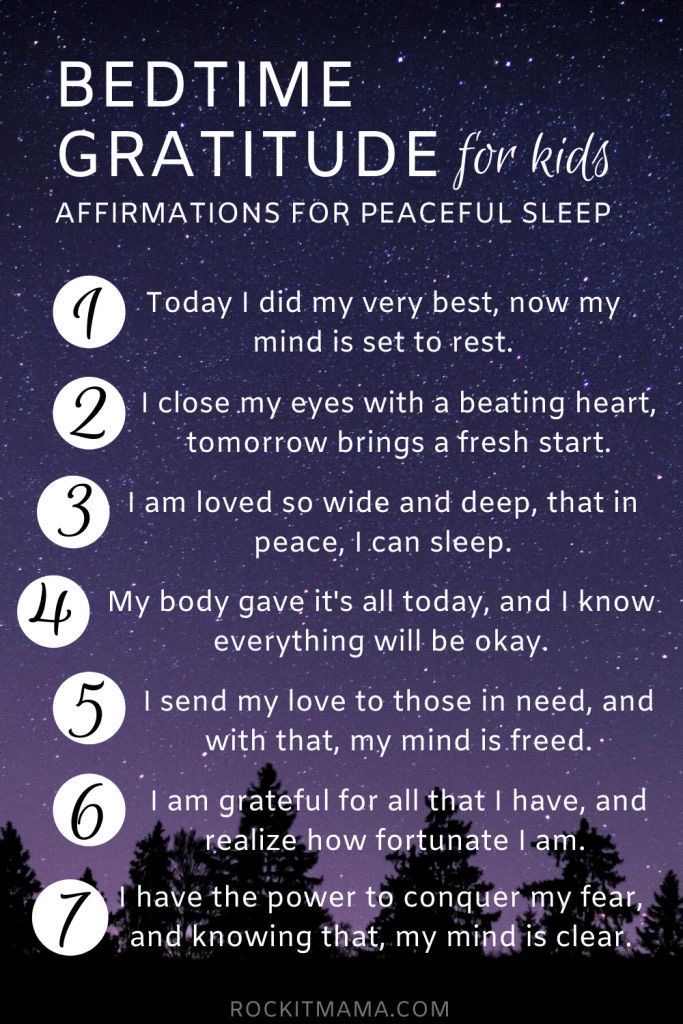 BEDTIME
GRATITUDE for kids
AFFIRMATIONS FOR PEACEFUL SLEEP
1 Today I did my very best, now my
mind is set to rest.
2 I close my eyes with a beating heart,
tomorrow brings a fresh start.
3 I am loved so wide and deep, that in
peace, I can sleep.
4 My body gave it's all today, and I know
everything will be okay.
5 I send my love to those in need, and
with that, my mind is freed.
6 I am grateful for all that I have, and
realize how fortunate I am.
7 I have the power to conquer my fear,
and knowing that, my mind is clear.
ROCKITMAMA.COM